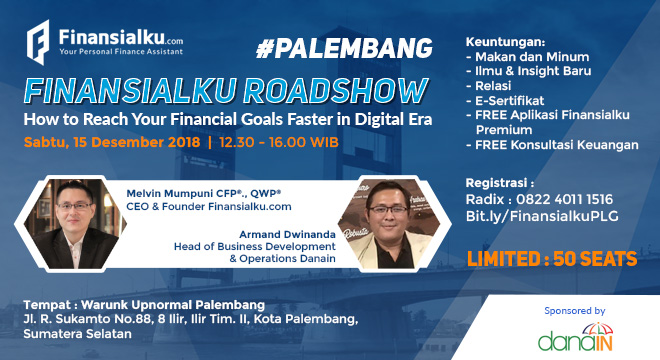 Finansialku.com
Your Personal Finance Assistant
#PALEMBANG
FINANSIALKU ROADSHOW
How to Reach Your Financial Goals Faster in Digital Era
Sabtu, 15 Desember 2018 | 12.30 - 16.00 WIB
Melvin Mumpuni CFP®., QWP®
CEO & Founder Finansialku.com
Armand Dwinanda
Head of Business Development
& Operations Danain
Robusta
Tempat : Warunk Upnormal Palembang
Jl. R. Sukamto No.88, 8 Ilir, Ilir Tim. II, Kota Palembang,
Sumatera Selatan
Keuntungan:
- Makan dan Minum
- Ilmu & Insight Baru
- Relasi
- E-Sertifikat
- FREE Aplikasi Finansialku
Premium
- FREE Konsultasi Keuangan
Registrasi :
Radix : 0822 4011 1516
Bit.ly/FinansialkuPLG
LIMITED : 50 SEATS
Sponsored by
danaIN